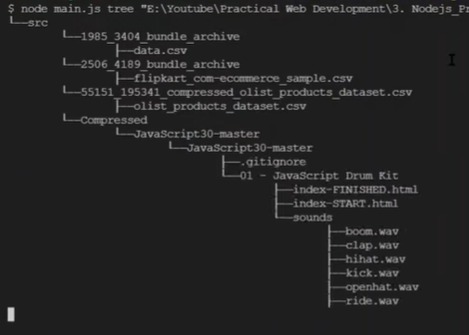 $ node main.js tree "E:\Youtube\Practical Web Development\3. Nodejs_Pr
└──src
└──1985_3404_bundle_archive
├──data.csv
└──2506_4189_bundle_archive
├──flipkart_com-ecommerce_sample.csv
└──55151_195341_compressed_olist_products_dataset.csv
├──olist_products_dataset.csv
└──Compressed
└──JavaScript30-master
└──JavaScript30-master
├──.gitignore
└──01 - JavaScript Drum Kit
├──index-FINISHED.html
├──index-START.html
└──sounds
├──boom.wav
├──clap.wav
├──hihat.wav
├──kick.wav
├──openhat.wav
├──ride.wav